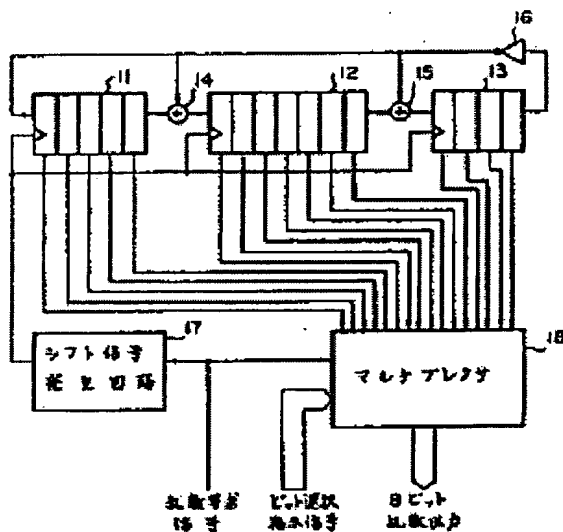 16
11
14
12
15
13
17
シフト信号
発生回路
18
マルチプレクサ
乱数要求
信号
ビット選択
指示信号
8ビット
乱数出力